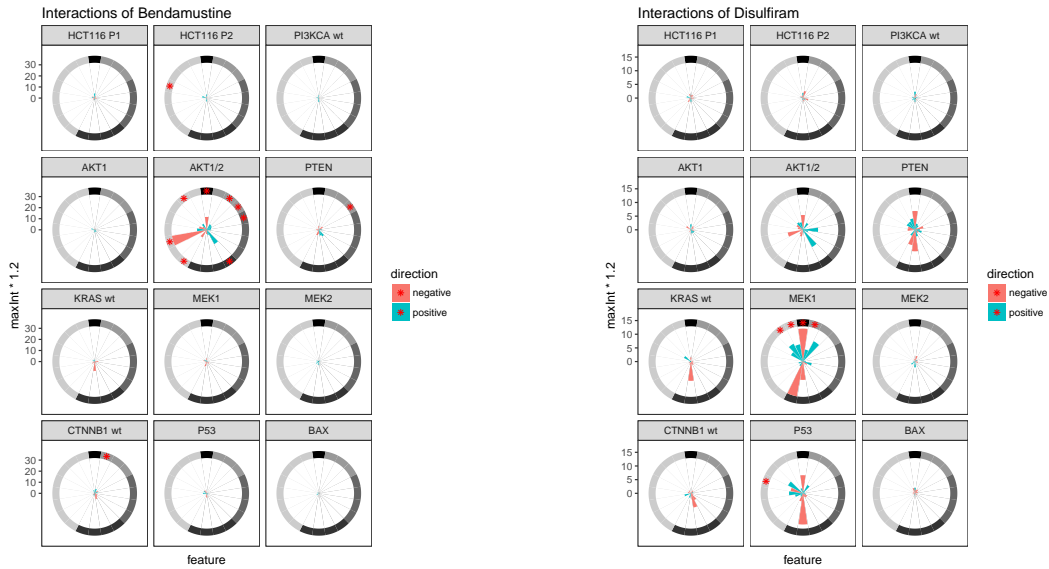 Interactions of Bendamustine
HCT116 P1
HCT116 P2
PI3KCA wt
30
20
10
0
AKT1
AKT1/2
PTEN
30
20
10
0
KRAS wt
MEK1
MEK2
30
20
10
0
CTNNB1 wt
P53
BAX
30
20
10
0
maxInt * 1.2
feature
direction
negative
positive
Interactions of Disulfiram
HCT116 P1
HCT116 P2
PI3KCA wt
15
10
5
0
AKT1
AKT1/2
PTEN
15
10
5
0
KRAS wt
MEK1
MEK2
15
10
5
0
CTNNB1 wt
P53
BAX
15
10
5
0
maxInt * 1.2
feature
direction
negative
positive